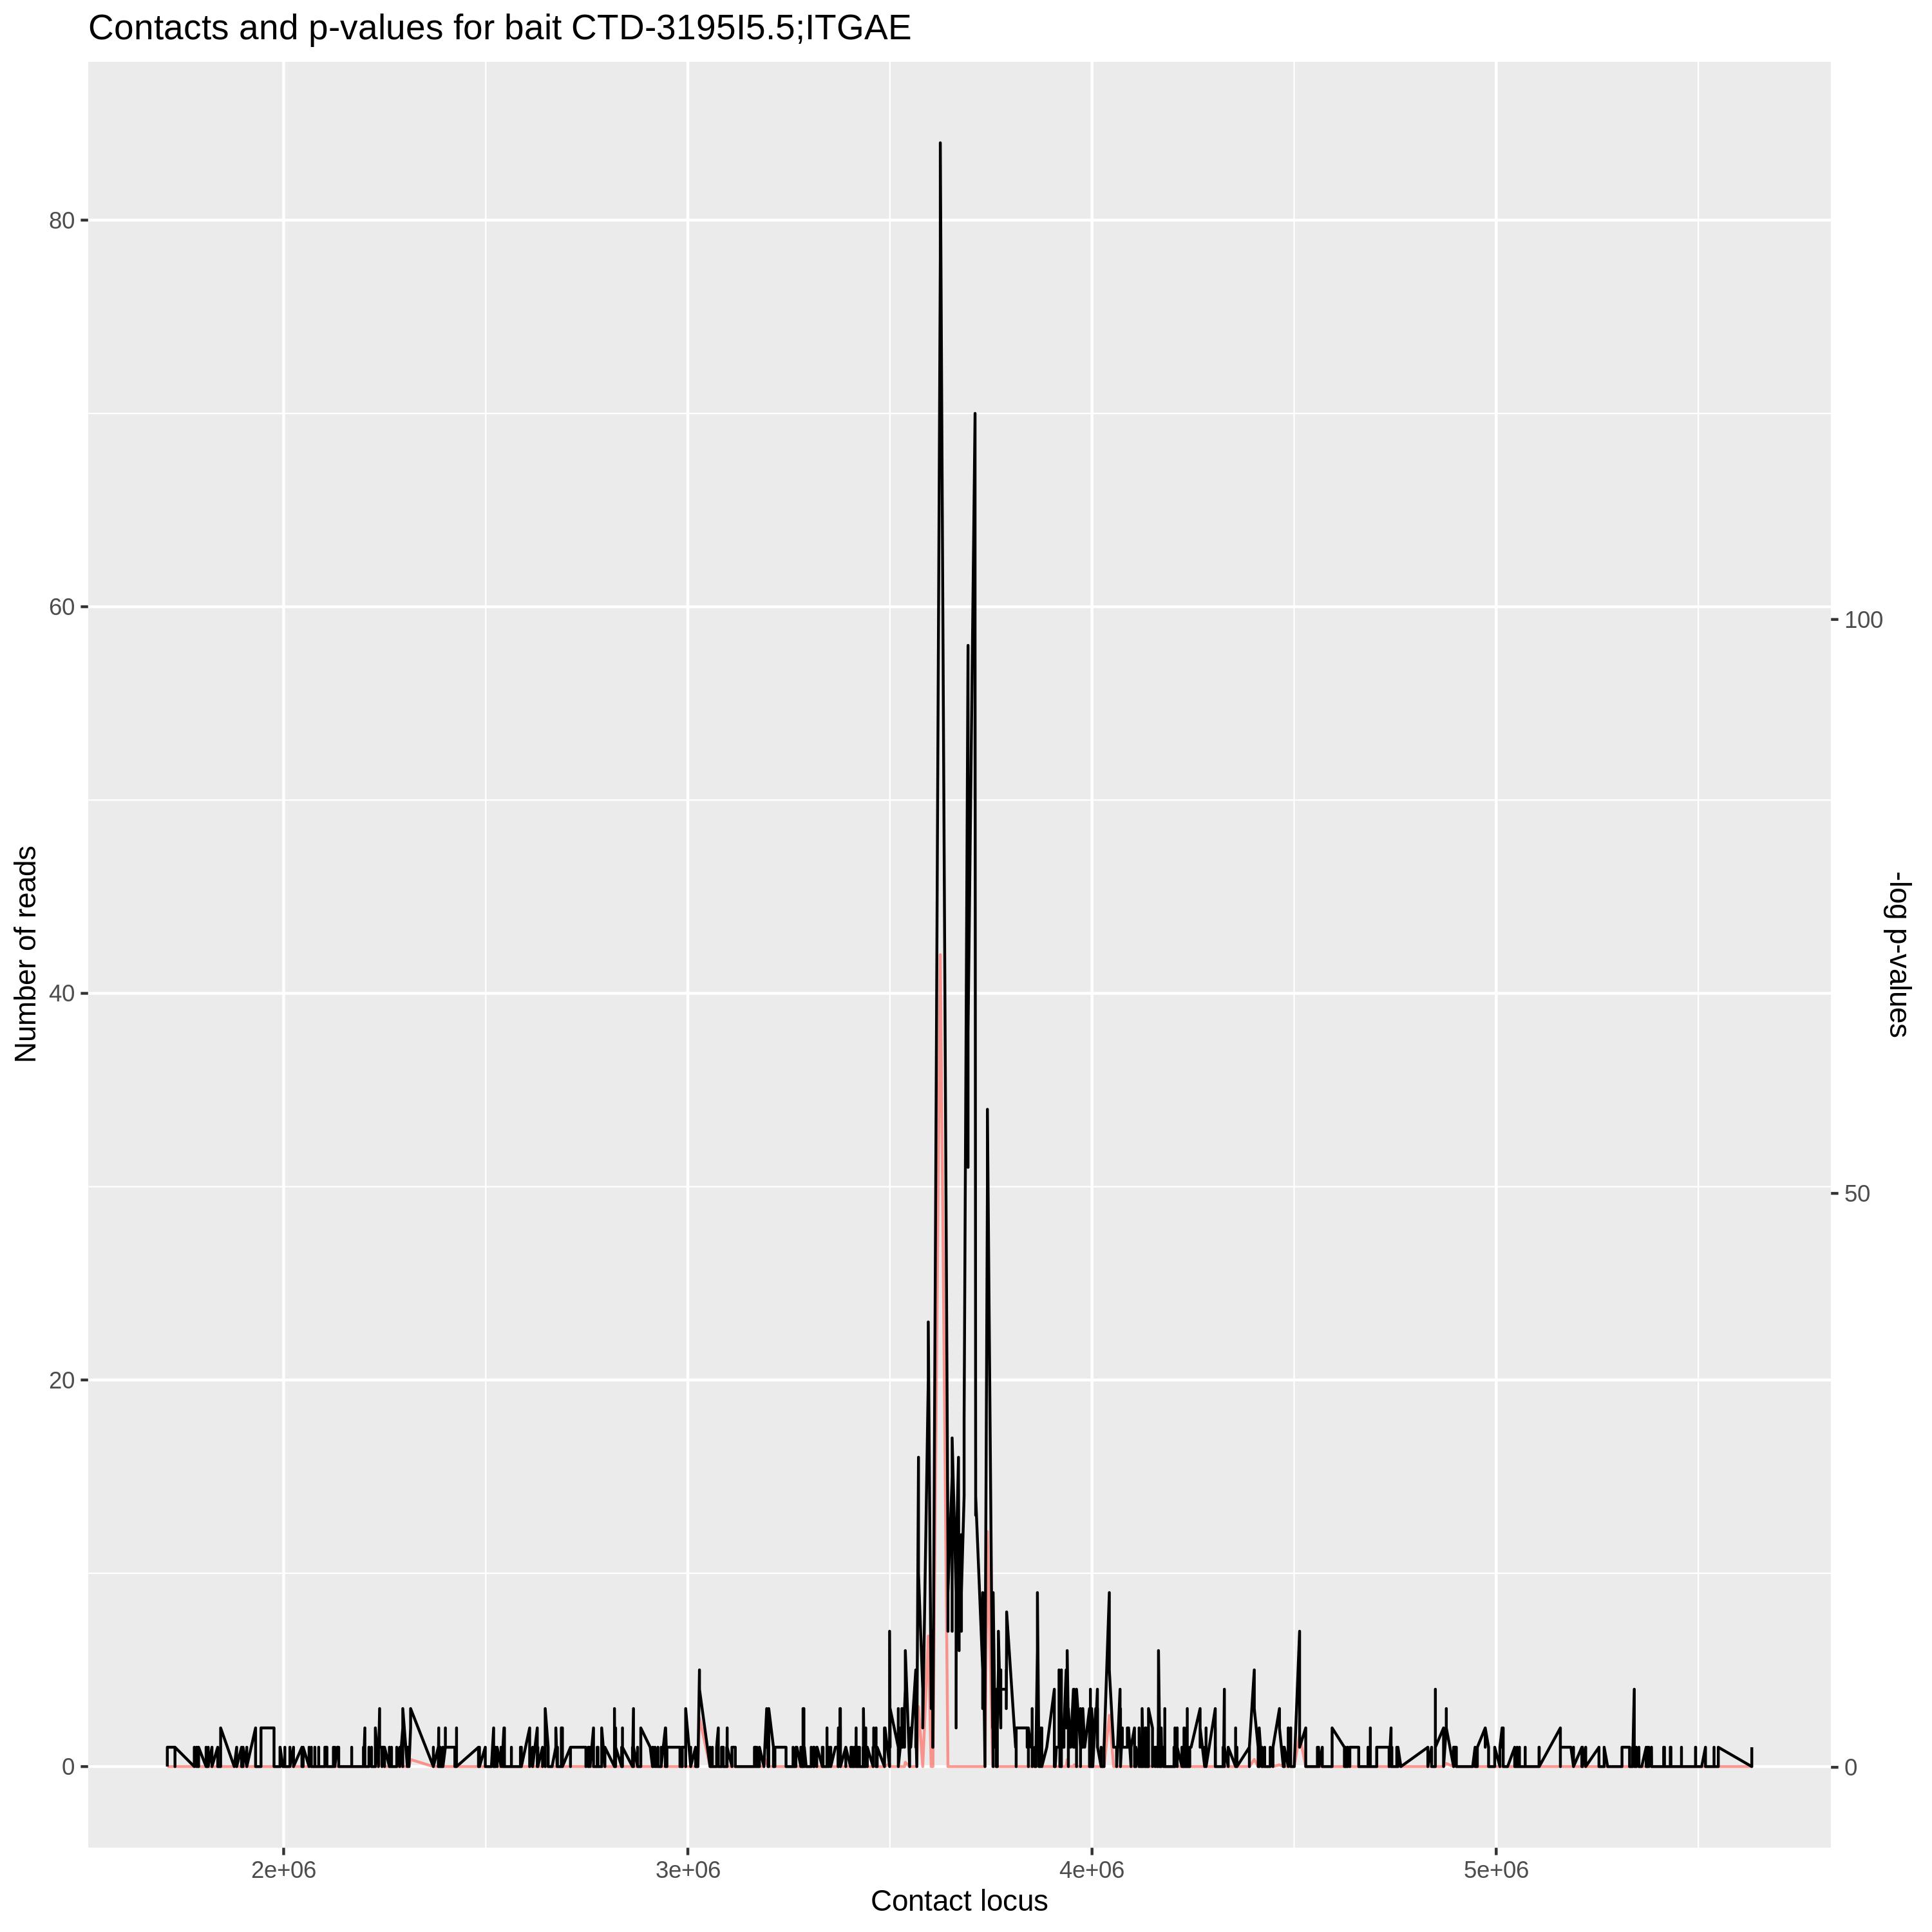 Contacts and p-values for bait CTD-3195I5.5;ITGAE
80
60
40
20
0
Number of reads
100
50
0
-log p-values
2e+06
3e+06
4e+06
5e+06
Contact locus